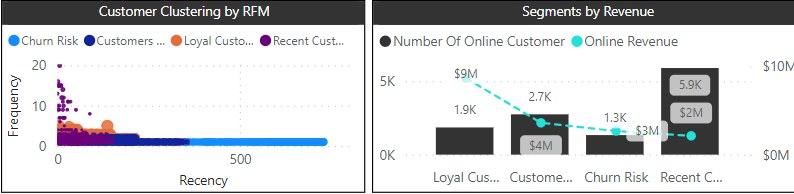 Customer Clustering by RFM
Churn Risk Customers ... Loyal Custo... Recent Cust...
20
10
0
Frequency
0 500
Recency
Segments by Revenue
Number Of Online Customer Online Revenue
5K
0K
$10M
$0M
$9M
1.9K
2.7K
$4M
1.3K
$3M
5.9K
$2M
Loyal Cus... Custome... Churn Risk Recent C...